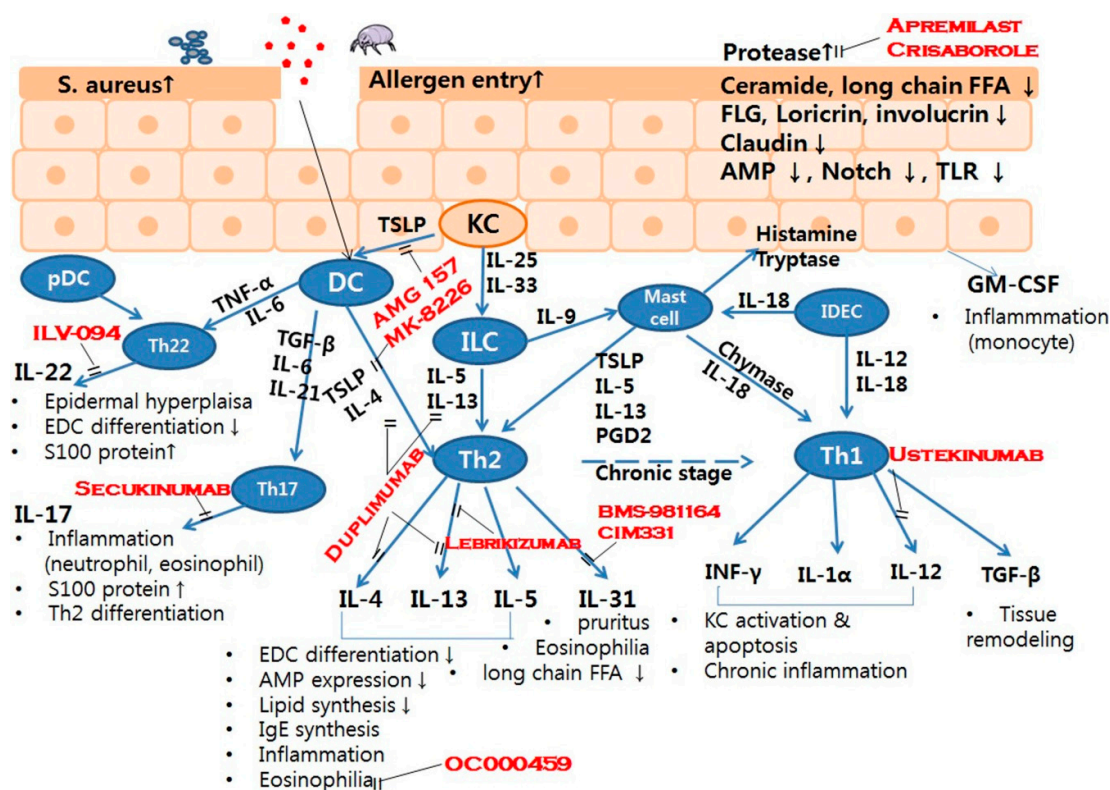 APREMILAST
CRISABOROLE
Protease↑
S. aureus↑
Allergen entry↑
Ceramide, long chain FFA ↓
FLG, Loricrin, involucrin ↓
Claudin ↓
AMP ↓, Notch ↓, TLR ↓
TSLP
KC
Histamine
Tryptase
pDC
DC
IL-25
IL-33
GM-CSF
Inflammmation
(monocyte)
TNF-α
IL-6
AMG 157
MK-8226
Mast
cell
IL-18
IDEC
ILV-094
Th22
TGF-β
IL-6
IL-21
ILC
IL-9
IL-22
TSLP
IL-4
IL-5
IL-13
TSLP
IL-5
IL-13
PGD2
Chymase
IL-18
IL-12
IL-18
• Epidermal hyperplaisa
• EDC differentiation ↓
• S100 protein↑
Th2
Chronic stage
Th1
USTEKINUMAB
SECUKINUMAB
Th17
DUPLIMUMAB
LEBRIKIZUMAB
BMS-981164
CIM331
IL-17
• Inflammation
(neutrophil, eosinophil)
• S100 protein ↑
• Th2 differentiation
IL-4
IL-13
IL-5
IL-31
INF-γ
IL-1α
IL-12
TGF-β
• pruritus
• Eosinophilia
• long chain FFA ↓
• KC activation &
apoptosis
• Chronic inflammation
• Tissue
remodeling
• EDC differentiation ↓
• AMP expression ↓
• Lipid synthesis ↓
• IgE synthesis
• Inflammation
• Eosinophilia
OC000459